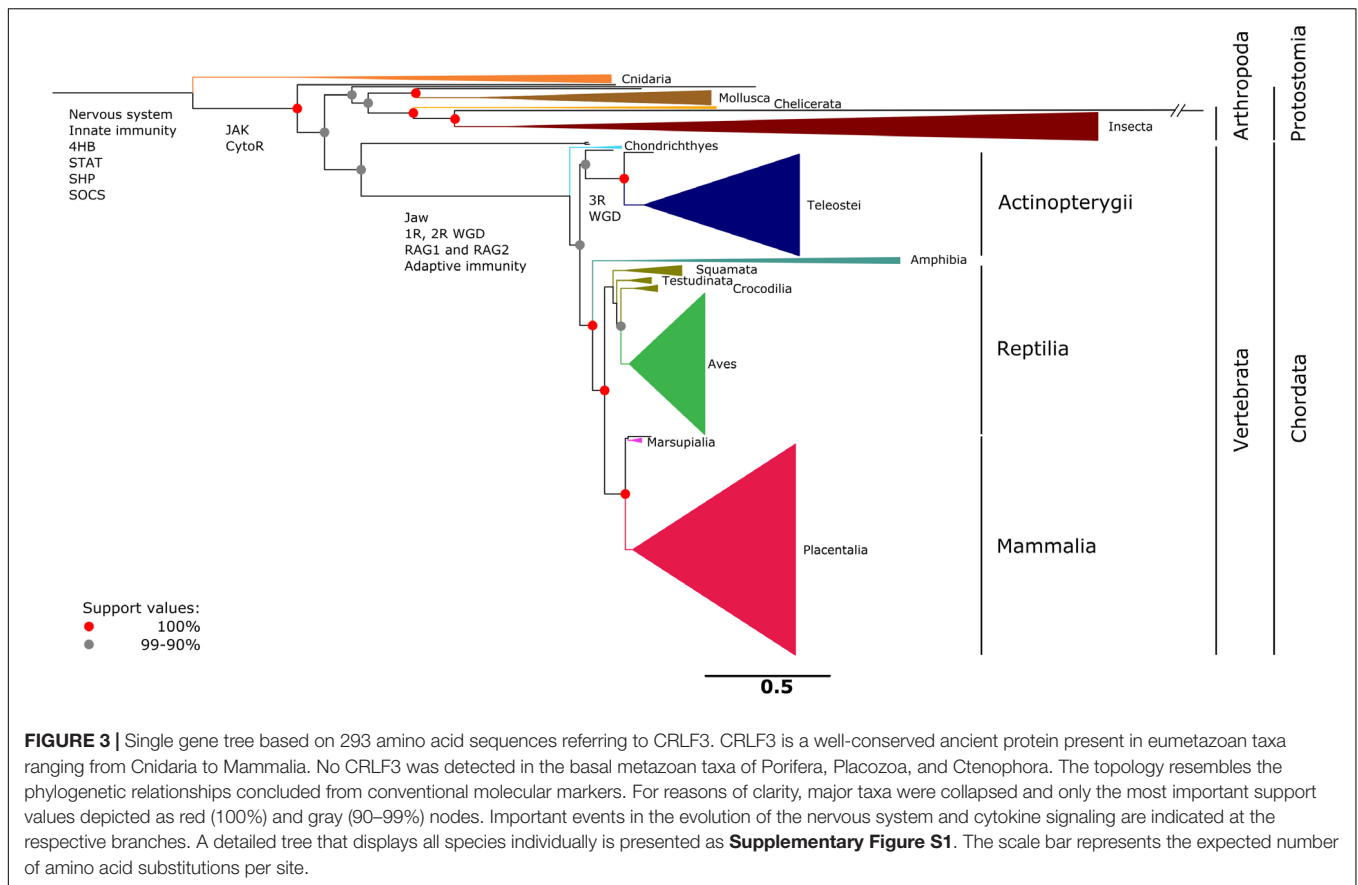 Cnidaria
Mollusca
Chelicerata
Insecta
Arthropoda
Protostomia
Nervous system
Innate immunity
4HB
STAT
SHP
SOCS
JAK
CytoR
Chondrichthyes
3R
WGD
Teleostei
Actinopterygii
Jaw
1R, 2R WGD
RAG1 and RAG2
Adaptive immunity
Amphibia
Squamata
Testudinata
Crocodilia
Aves
Reptilia
Vertebrata
Chordata
Marsupialia
Placentalia
Mammalia
Support values:
100%
99-90%
0.5
FIGURE 3 | Single gene tree based on 293 amino acid sequences referring to CRLF3. CRLF3 is a well-conserved ancient protein present in eumetazoan taxa
ranging from Cnidaria to Mammalia. No CRLF3 was detected in the basal metazoan taxa of Porifera, Placozoa, and Ctenophora. The topology resembles the
phylogenetic relationships concluded from conventional molecular markers. For reasons of clarity, major taxa were collapsed and only the most important support
values depicted as red (100%) and gray (90–99%) nodes. Important events in the evolution of the nervous system and cytokine signaling are indicated at the
respective branches. A detailed tree that displays all species individually is presented as Supplementary Figure S1. The scale bar represents the expected number
of amino acid substitutions per site.